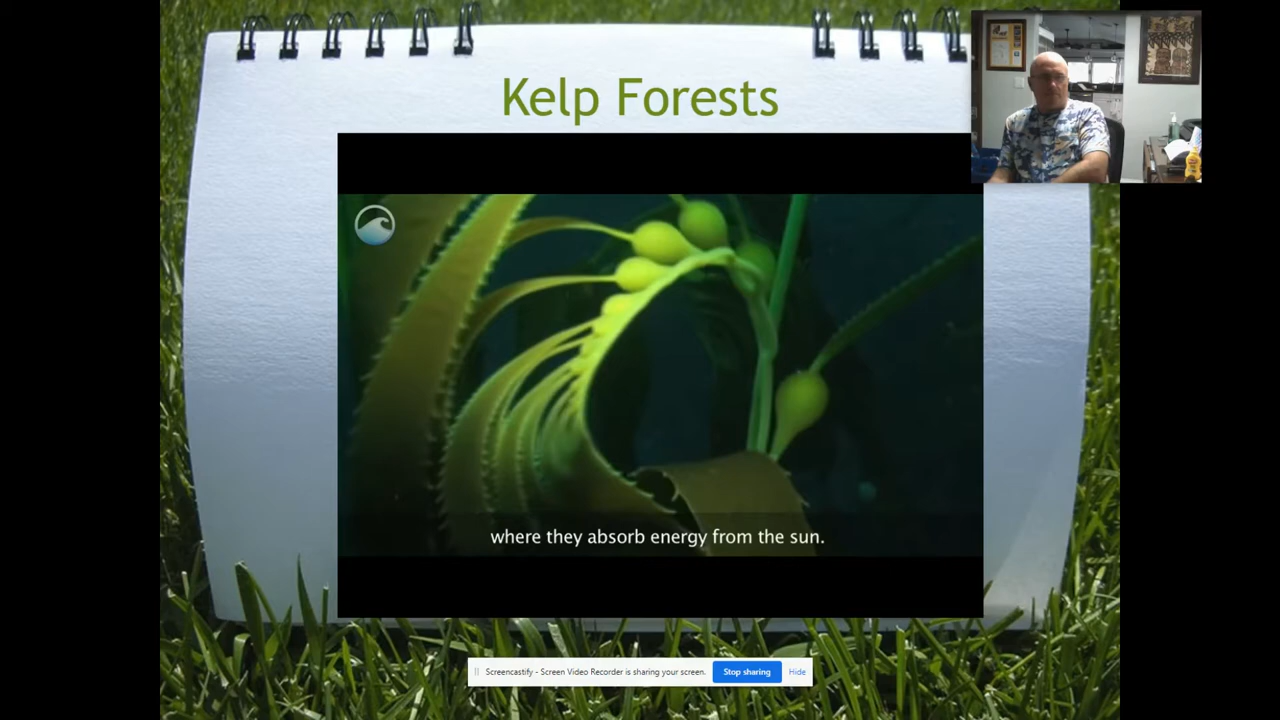 Kelp Forests
where they absorb energy from the sun.
Screencastify - Screen Video Recorder is sharing your screen.
Stop sharing
Hide